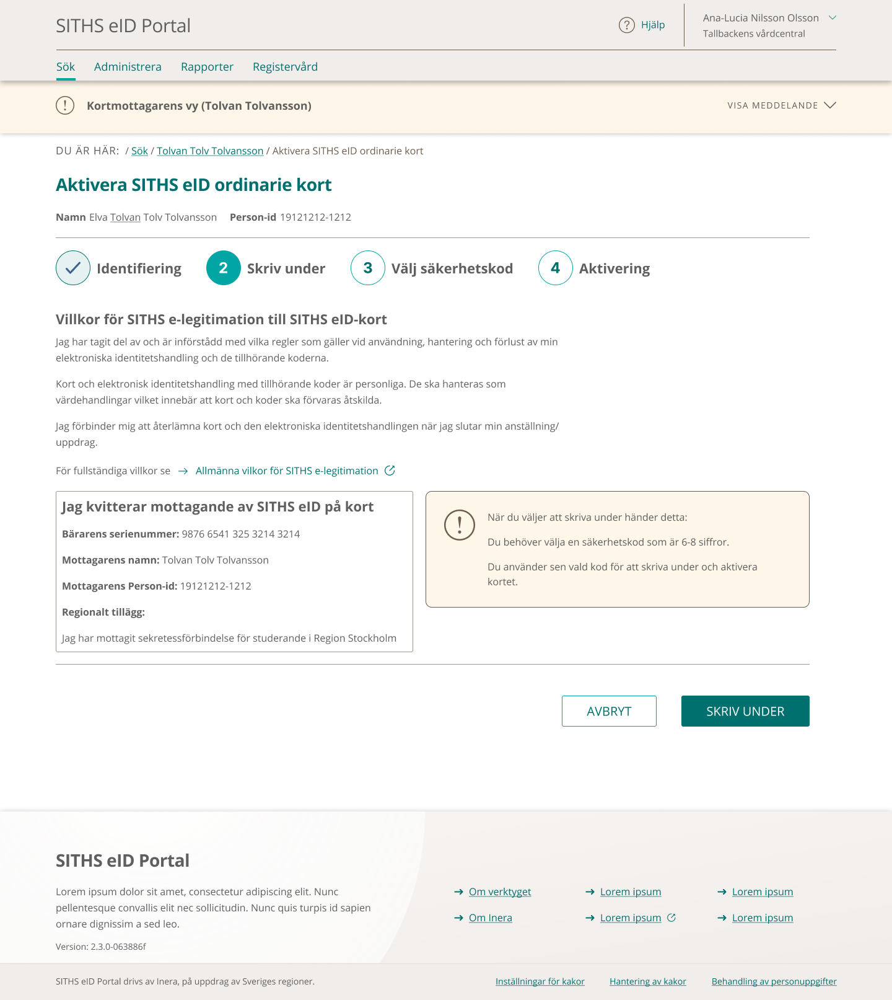 SITHS eID Portal
Hjälp
Ana-Lucia Nilsson Olsson
Tallbackens vårdcentral
Sök
Administrera
Rapporter
Registervård
Kortmottagarens vy (Tolvan Tolvansson)
VISA MEDDELANDE
DU ÄR HÄR: / Sök / Tolvan Tolv Tolvansson / Aktivera SITHS eID ordinarie kort
Aktivera SITHS eID ordinarie kort
Namn Elva Tolvan Tolv Tolvansson Person-id 19121212-1212
Identifiering
2 Skriv under
3 Välj säkerhetskod
4 Aktivering
Villkor för SITHS e-legitimation till SITHS eID-kort
Jag har tagit del av och är införstådd med vilka regler som gäller vid användning, hantering och förlust av min
elektroniska identitetshandling och de tillhörande koderna.
Kort och elektronisk identitetshandling med tillhörande koder är personliga. De ska hanteras som
värdehandlingar vilket innebär att kort och koder ska förvaras åtskilda.
Jag förbinder mig att återlämna kort och den elektroniska identitetshandlingen när jag slutar min anställning/
uppdrag.
För fullständiga villkor se → Allmänna vilkor för SITHS e-legitimation
Jag kvitterar mottagande av SITHS eID på kort
Bärarens serienummer: 9876 6541 325 3214 3214
Mottagarens namn: Tolvan Tolv Tolvansson
Mottagarens Person-id: 19121212-1212
Regionalt tillägg:
Jag har mottagit sekretessförbindelse för studerande i Region Stockholm
När du väljer att skriva under händer detta:
Du behöver välja en säkerhetskod som är 6-8 siffror.
Du använder sen vald kod för att skriva under och aktivera
kortet.
AVBRYT
SKRIV UNDER
SITHS eID Portal
Lorem ipsum dolor sit amet, consectetur adipiscing elit. Nunc
pellentesque convallis elit nec sollicitudin. Nunc quis turpis id sapien
ornare dignissim a sed leo.
Version: 2.3.0-063886f
→ Om verktyget
→ Lorem ipsum
→ Lorem ipsum
→ Om Inera
→ Lorem ipsum
→ Lorem ipsum
SITHS eID Portal drivs av Inera, på uppdrag av Sveriges regioner.
Inställningar för kakor
Hantering av kakor
Behandling av personuppgifter